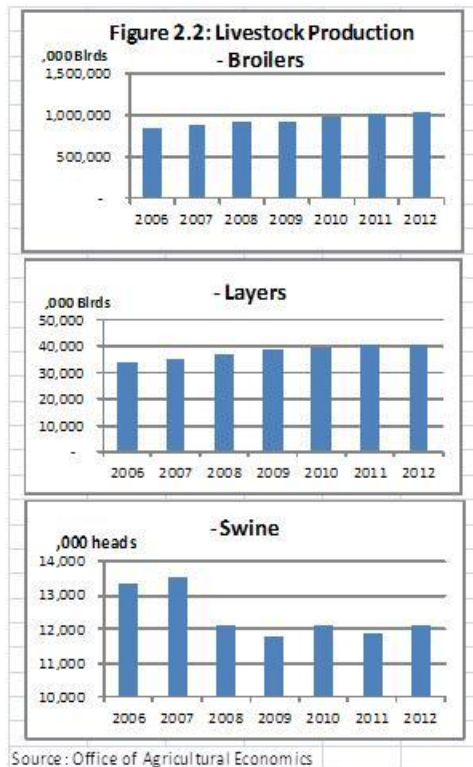 Figure 2.2: Livestock Production
,000 Birds
- Broilers
1,500,000
1,000,000
500,000
-
2006 2007 2008 2009 2010 2011 2012
,000 Birds
- Layers
50,000
40,000
30,000
20,000
10,000
-
2006 2007 2008 2009 2010 2011 2012
- Swine
,000 heads
14,000
13,000
12,000
11,000
10,000
2006 2007 2008 2009 2010 2011 2012
Source: Office of Agricultural Economics